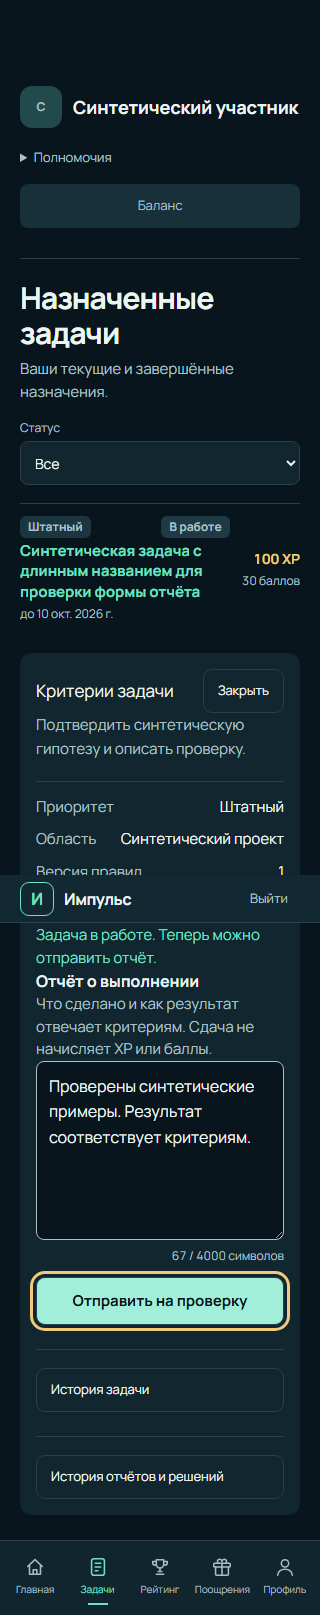 С
Синтетический участник
Полномочия
Баланс
Назначенные
задачи
Ваши текущие и завершённые
назначения.
Статус
Все
Штатный
В работе
Синтетическая задача с
длинным названием для
проверки формы отчёта
100 XP
30 баллов
до 10 окт. 2026 г.
Критерии задачи
Закрыть
Подтвердить синтетическую
гипотезу и описать проверку.
Приоритет
Штатный
Область
Синтетический проект
Версия правил
1
И
Импульс
Выйти
Задача в работе. Теперь можно
отправить отчёт.
Отчёт о выполнении
Что сделано и как результат
отвечает критериям. Сдача не
начисляет XP или баллы.
Проверены синтетические
примеры. Результат
соответствует критериям.
67 / 4000 символов
Отправить на проверку
История задачи
История отчётов и решений
Главная
Задачи
Рейтинг
Поощрения
Профиль